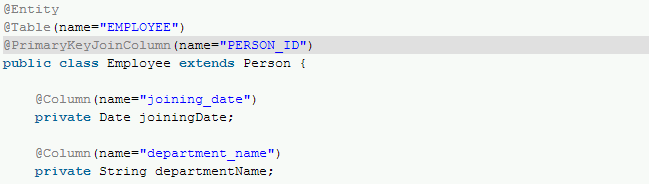 @Entity
@Table(name="EMPLOYEE")
@PrimaryKeyJoinColumn(name="PERSON_ID")
public class Employee extends Person {
@Column(name="joining_date")
private Date joiningDate;
@Column(name="department_name")
private String departmentName;